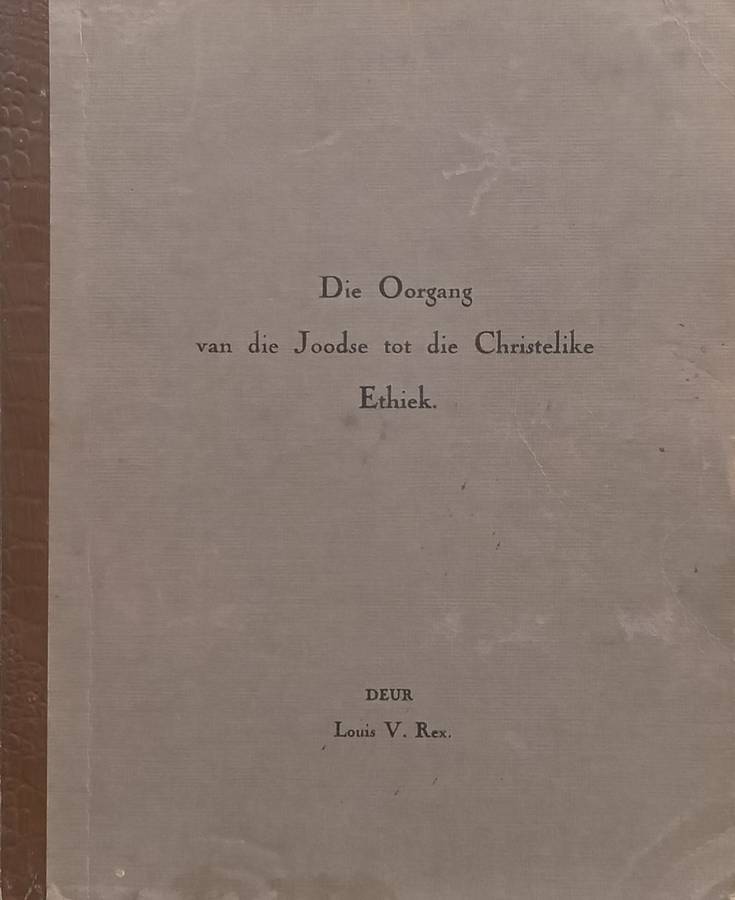 Die Oorgang
van die Joodse tot die Christelike
Ethiek.
DEUR
Louis V. Rex.